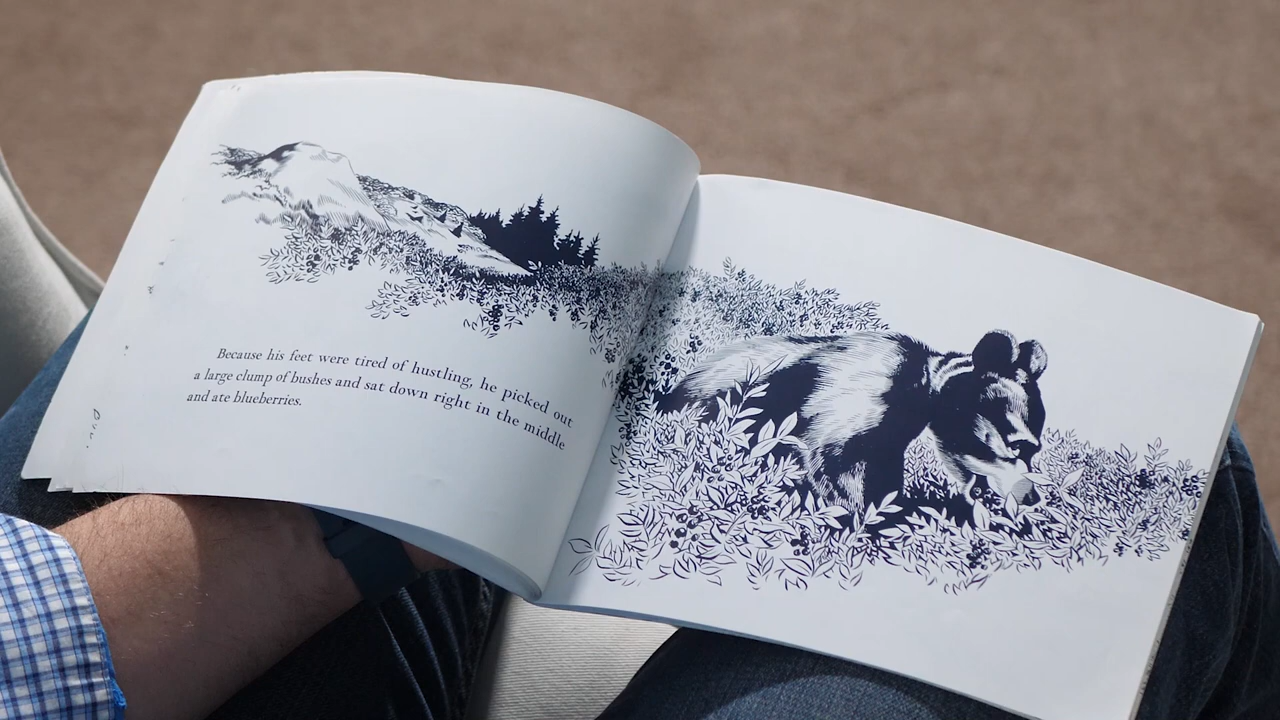 Because his feet were tired of hustling, he picked out
a large clump of bushes and sat down right in the middle
and ate blueberries.